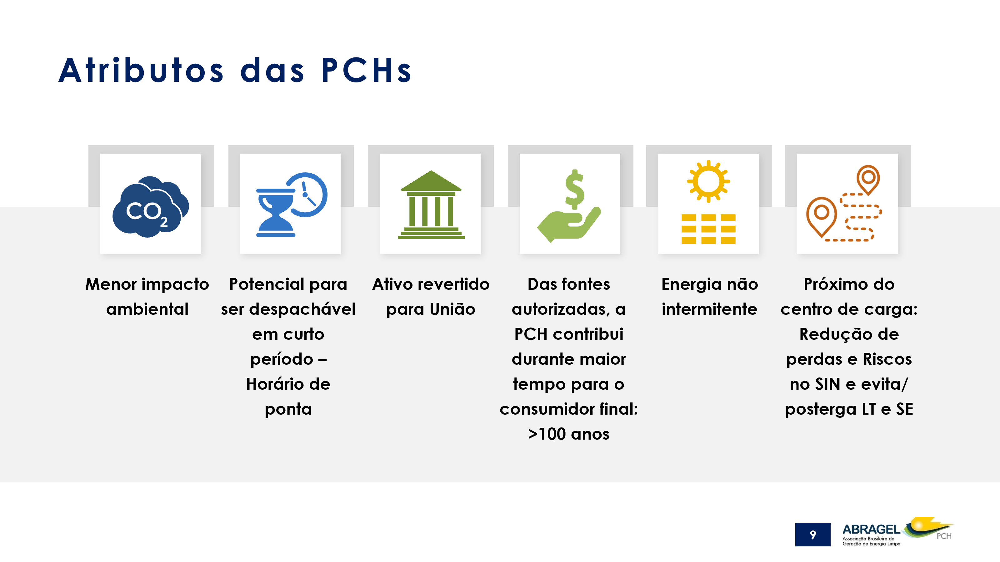 Atributos das PCHs
CO2
$
Menor impacto
ambiental
Potencial para
ser despachável
em curto
período –
Horário de
ponta
Ativo revertido
para União
Das fontes
autorizadas, a
PCH contribui
durante maior
tempo para o
consumidor final:
>100 anos
Energia não
intermitente
Próximo do
centro de carga:
Redução de
perdas e Riscos
no SIN e evita/
posterga LT e SE
9
ABRAGEL
Associação Brasileira de
Geração de Energia Limpa
PCH